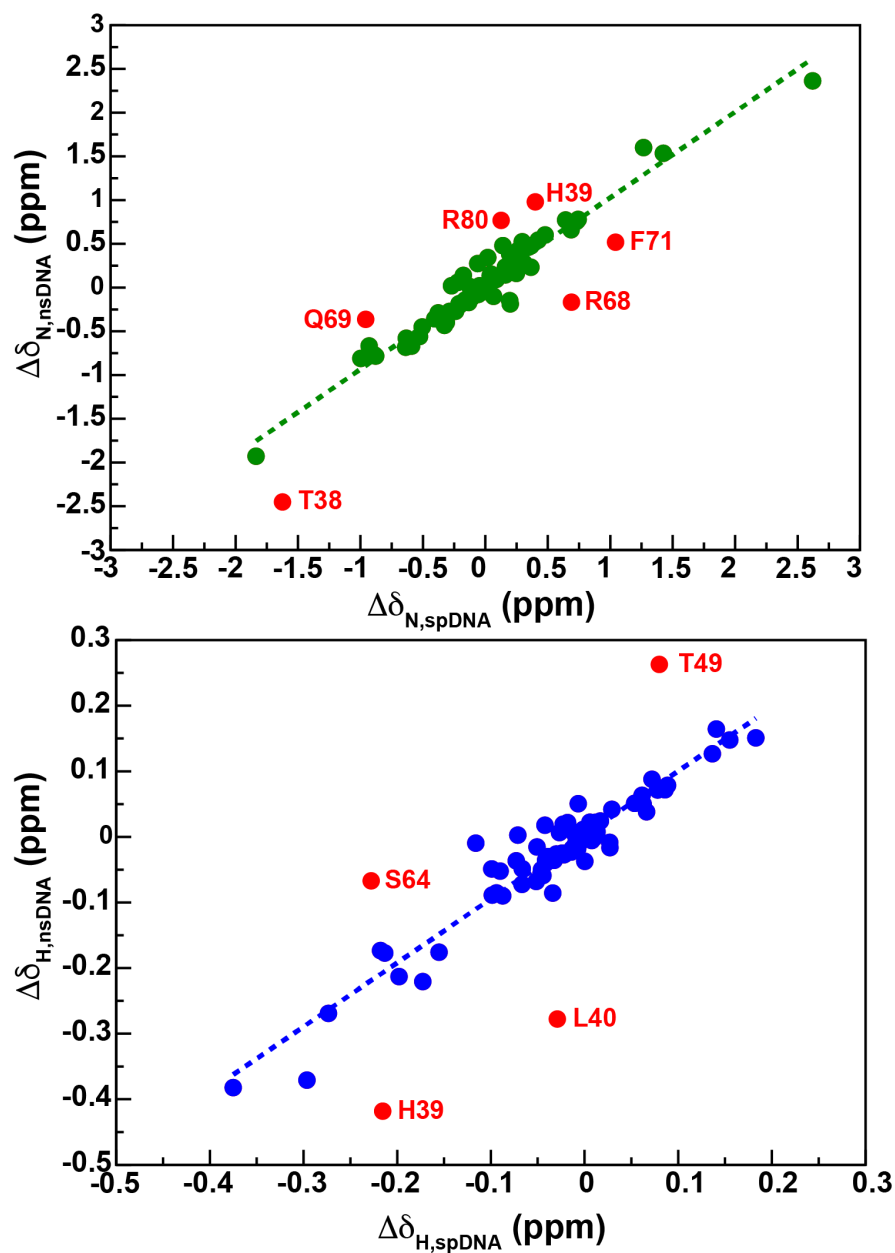 3
2.5
2
1.5
1
0.5
0
-0.5
-1
-1.5
-2
-2.5
-3
ΔδN,nsDNA (ppm)
H39
R80
F71
R68
Q69
T38
-3 -2.5 -2 -1.5 -1 -0.5 0 0.5 1 1.5 2 2.5 3
ΔδN,spDNA (ppm)
0.3
0.2
0.1
0
-0.1
-0.2
-0.3
-0.4
-0.5
ΔδH,nsDNA (ppm)
T49
S64
L40
H39
-0.5 -0.4 -0.3 -0.2 -0.1 0 0.1 0.2 0.3
ΔδH,spDNA (ppm)